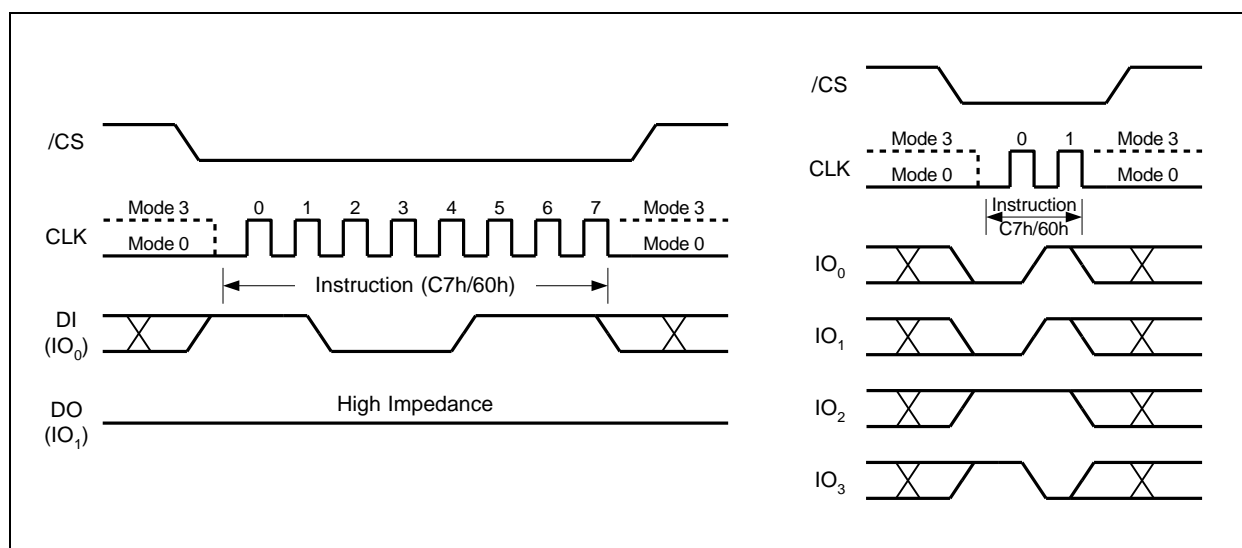 /CS
Mode 3 0 1 2 3 4 5 6 7 Mode 3
CLK Mode 0 Mode 0
Instruction (C7h/60h)
DI
(IO0)
High Impedance
DO
(IO1)
/CS
Mode 3 0 1 Mode 3
CLK Mode 0 Mode 0
Instruction
C7h/60h
IO0
IO1
IO2
IO3